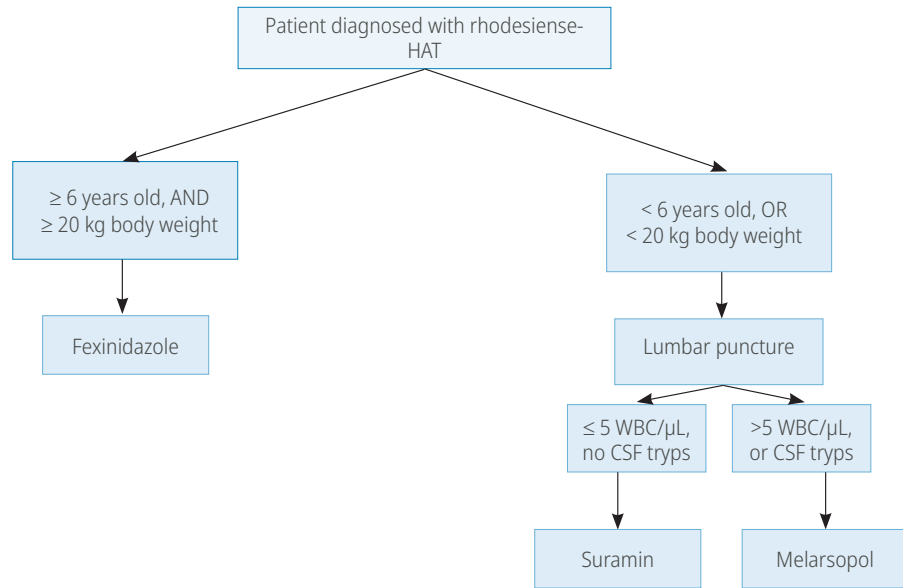 Patient diagnosed with rhodesiense-
HAT
≥ 6 years old, AND
≥ 20 kg body weight
< 6 years old, OR
< 20 kg body weight
Fexinidazole
Lumbar puncture
≤ 5 WBC/µL,
no CSF tryps
>5 WBC/µL,
or CSF tryps
Suramin
Melarsopol